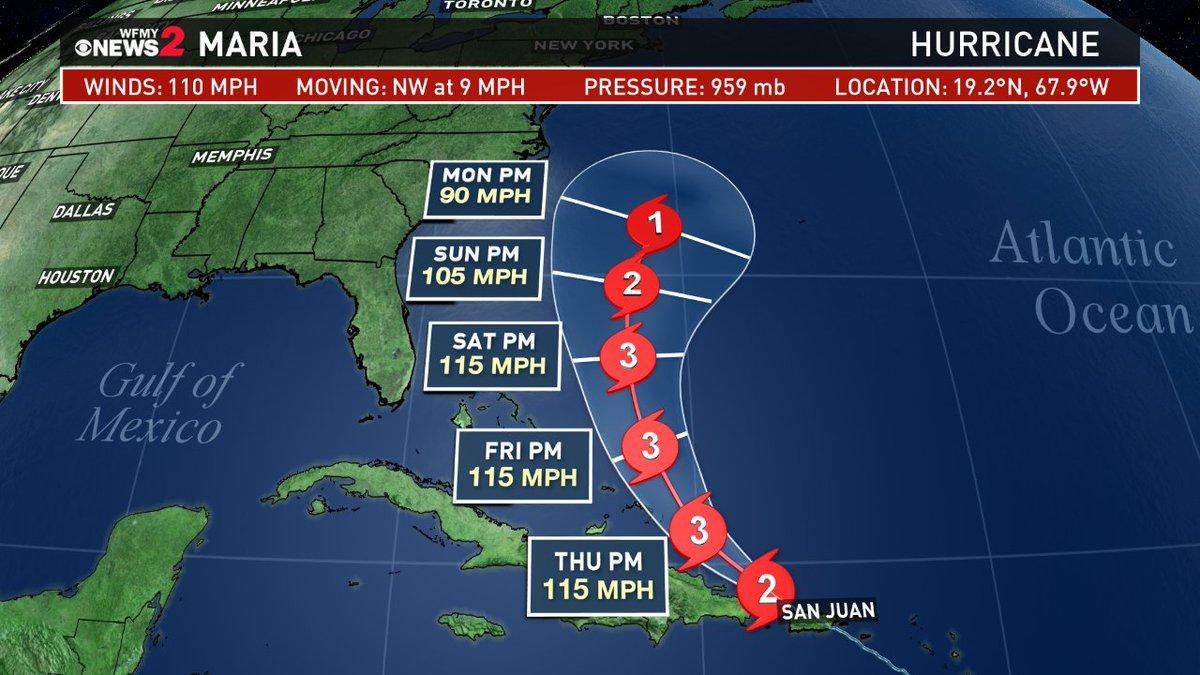 MINNEAPOLIS
TORONTO
BOSTON
CHICAGO
NEW YORK
WFMY
NEWS 2
MARIA
HURRICANE
WINDS: 110 MPH MOVING: NW at 9 MPH PRESSURE: 959 mb LOCATION: 19.2°N, 67.9°W
MEMPHIS
DALLAS
HOUSTON
MON PM
90 MPH
SUN PM
105 MPH
SAT PM
115 MPH
FRI PM
115 MPH
THU PM
115 MPH
1
2
3
3
3
2
SAN JUAN
Gulf of
Mexico
Atlantic
Ocean